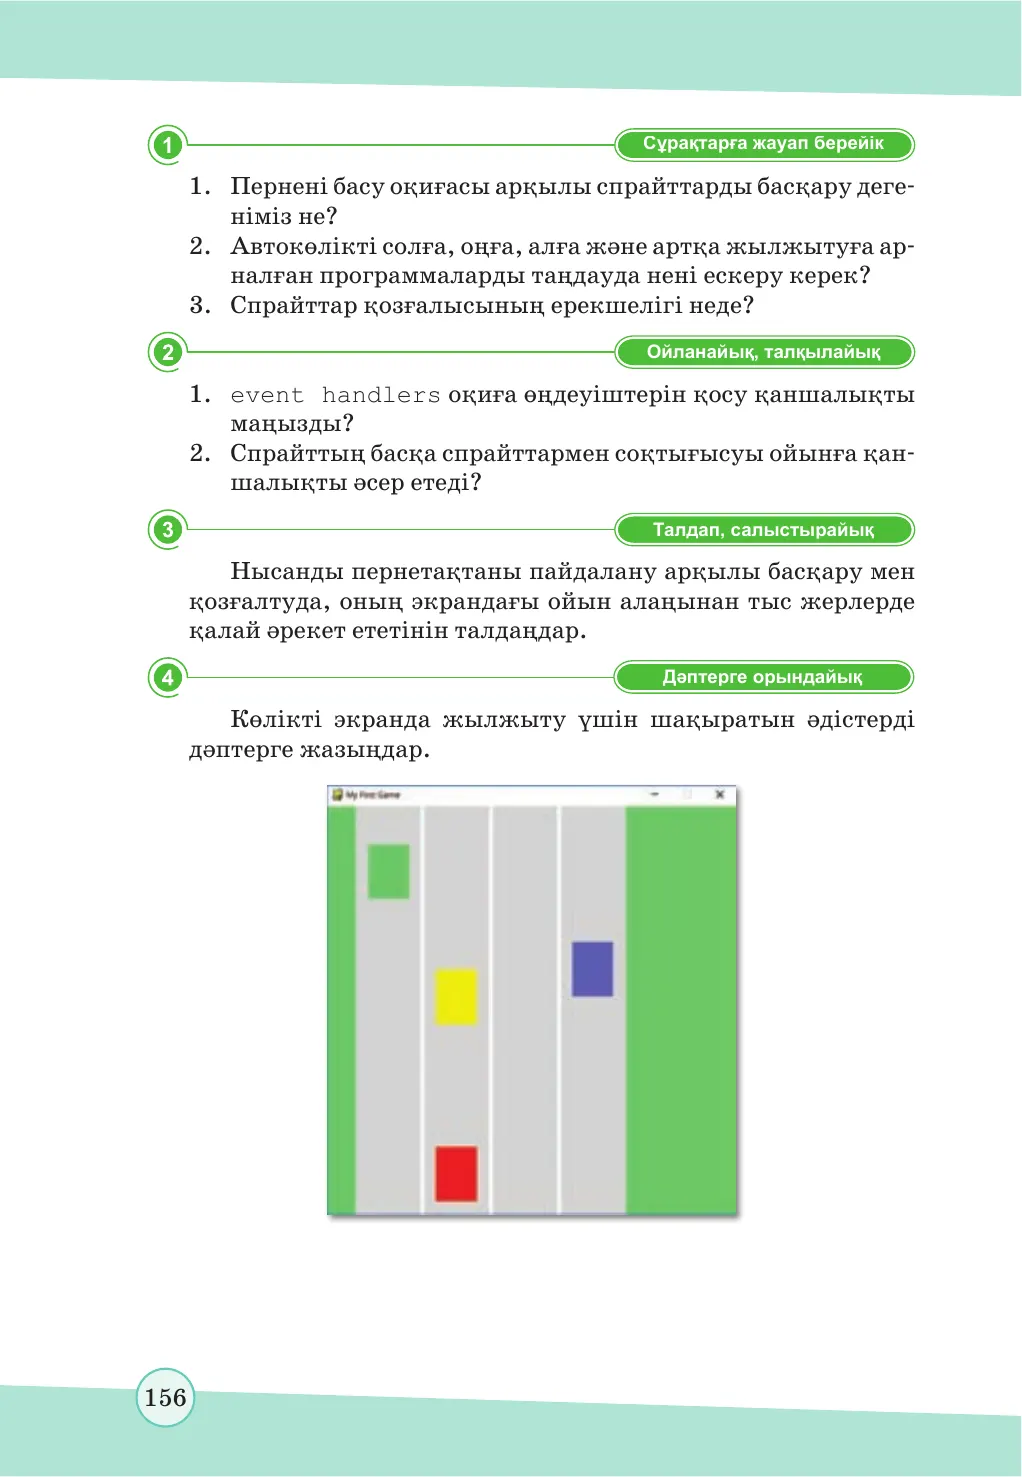 1 Сұрақтарға жауап берейік
1. Пернені басу оқиғасы арқылы спрайттарды басқару деге-
німіз не?
2. Автокөлікті солға, оңға, алға және артқа жылжытуға ар-
налған программаларды таңдауда нені ескеру керек?
3. Спрайттар қозғалысының ерекшелігі неде?
2 Ойланайық, талқылайық
1. event handlers оқиға өңдеуіштерін қосу қаншалықты
маңызды?
2. Спрайттың басқа спрайттармен соқтығысуы ойынға қан-
шалықты әсер етеді?
3 Талдап, салыстырайық
Нысанды пернетақтаны пайдалану арқылы басқару мен
қозғалтуда, оның экрандағы ойын алаңынан тыс жерлерде
қалай әрекет ететінін талдаңдар.
4 Дәптерге орындайық
Көлікті экранда жылжыту үшін шақыратын әдістерді
дәптерге жазыңдар.
My First Game
156